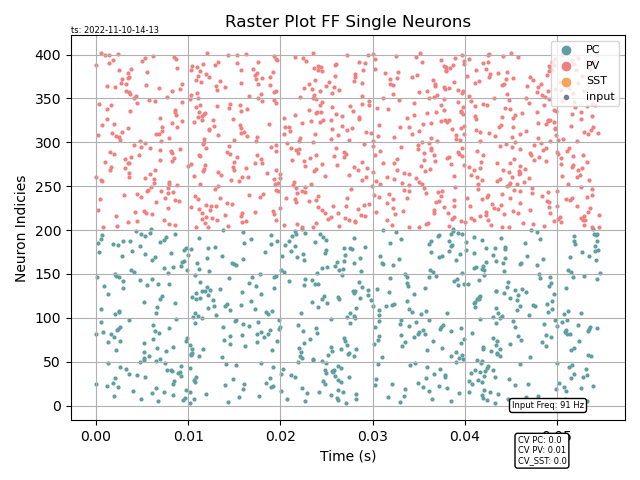 Raster Plot FF Single Neurons
ts: 2022-11-10-14-13
PC
PV
SST
input
400
350
300
250
200
150
100
50
0
Neuron Indicies
Input Freq: 91 Hz
0.00
0.01
0.02
0.03
0.04
0.05
Time (s)
CV PC: 0.0
CV PV: 0.01
CV_SST: 0.0